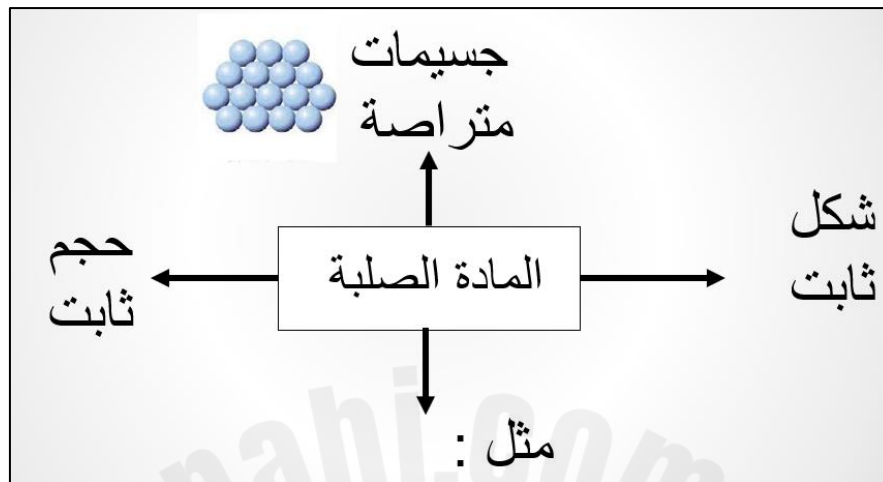 جسيمات
متراصة
شكل
ثابت
المادة الصلبة
حجم
ثابت
مثل :